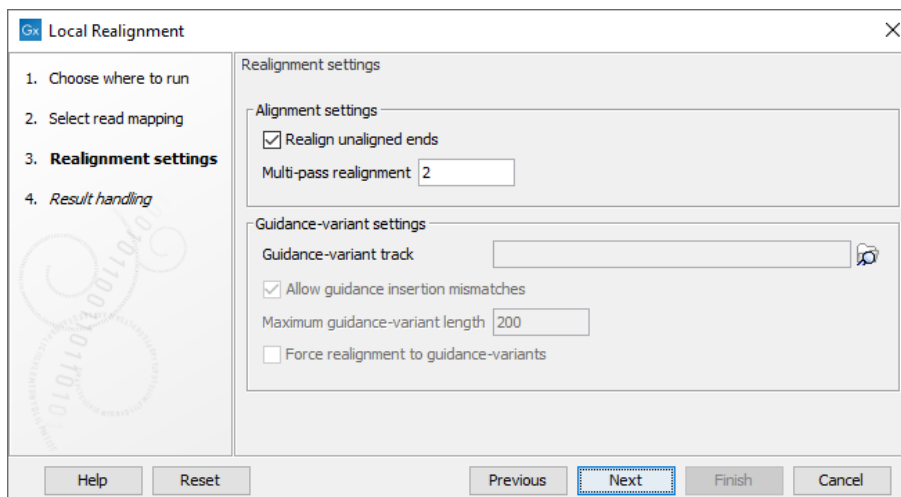 Gx Local Realignment
1. Choose where to run
2. Select read mapping
3. Realignment settings
4. Result handling
Realignment settings
Alignment settings
Realign unaligned ends
Multi-pass realignment 2
Guidance-variant settings
Guidance-variant track
Allow guidance insertion mismatches
Maximum guidance-variant length 200
Force realignment to guidance-variants
Help Reset Previous Next Finish Cancel